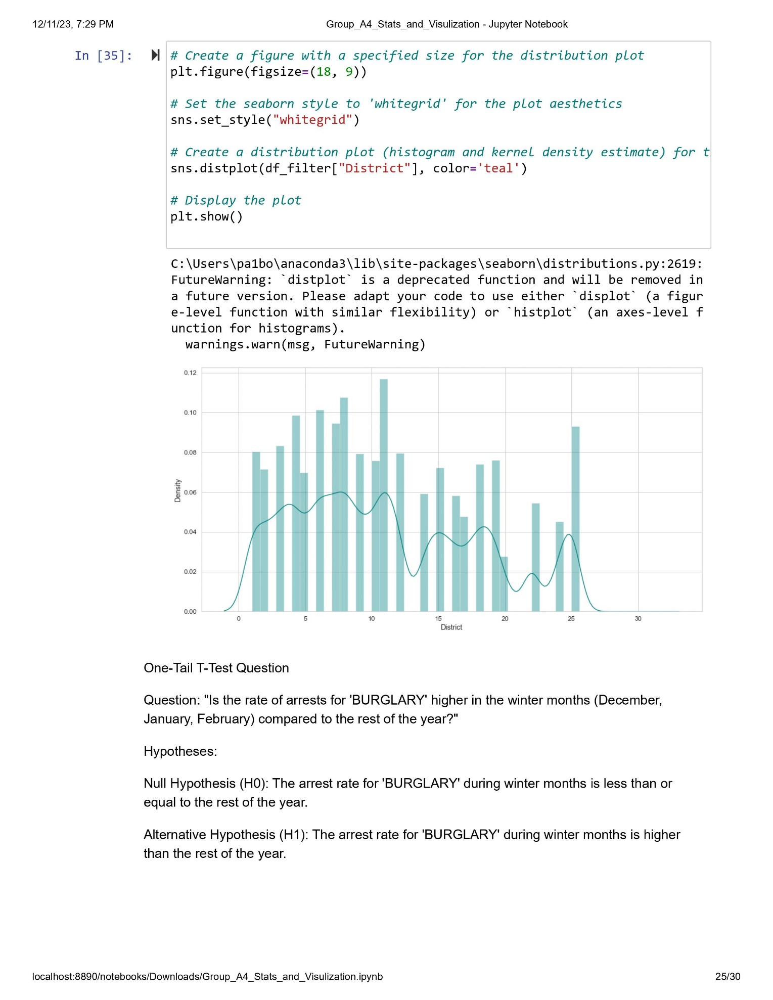 12/11/23, 7:29 PM
Group_A4_Stats_and_Visulization - Jupyter Notebook
In [35]:
# Create a figure with a specified size for the distribution plot
plt.figure(figsize=(18, 9))
# Set the seaborn style to 'whitegrid' for the plot aesthetics
sns.set_style("whitegrid")
# Create a distribution plot (histogram and kernel density estimate) for t
sns.distplot(df_filter["District"], color='teal')
# Display the plot
plt.show()
C:\Users\pa1bo\anaconda3\lib\site-packages\seaborn\distributions.py:2619:
FutureWarning: `distplot` is a deprecated function and will be removed in
a future version. Please adapt your code to use either `displot` (a figur
e-level function with similar flexibility) or `histplot` (an axes-level f
unction for histograms).
warnings.warn(msg, FutureWarning)
0.12
0.10
0.08
0.06
0.04
0.02
0.00
Density
0 5 10 15 20 25 30
District
One-Tail T-Test Question
Question: "Is the rate of arrests for 'BURGLARY' higher in the winter months (December,
January, February) compared to the rest of the year?"
Hypotheses:
Null Hypothesis (H0): The arrest rate for 'BURGLARY' during winter months is less than or
equal to the rest of the year.
Alternative Hypothesis (H1): The arrest rate for 'BURGLARY' during winter months is higher
than the rest of the year.
localhost:8890/notebooks/Downloads/Group_A4_Stats_and_Visulization.ipynb
25/30